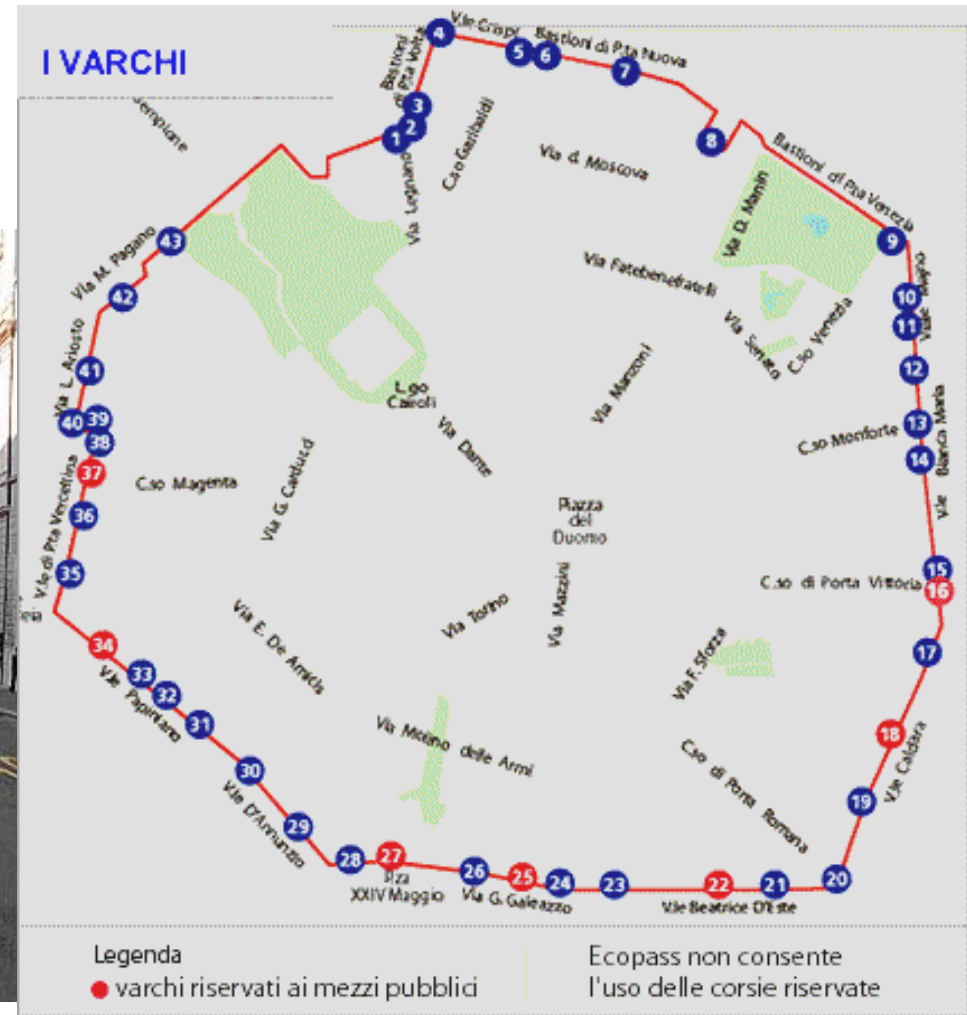 I VARCHI
4
V.le Crispi
5
6
Bastioni di P.ta Nuova
7
Bastioni
di P.ta Volta
3
2
1
Via Legnano
C.so Garibaldi
Via d. Moscova
8
Bastioni di P.ta Venezia
Via D. Manin
9
Sempione
43
Via M. Pagano
42
Via Fatebenefratelli
Via Senato
C.so Venezia
10
Viale Majno
11
Via L. Ariosto
41
12
Via Manzoni
L.go
Cairoli
40
39
38
13
C.so Monforte
V.le Bianca Maria
14
Via Dante
37
C.so Magenta
Via G. Carducci
V.le di P.ta Vercellina
36
Piazza
del
Duomo
35
15
C.so di Porta Vittoria
16
Via Mazzini
Via Torino
Via E. De Amicis
34
33
32
V.le Papiniano
31
Via F. Sforza
17
18
V.le Caldara
Via Molino delle Armi
C.so di Porta Romana
30
V.le D'Annunzio
29
19
28
27
P.za
XXIV Maggio
26
25
Via G. Galeazzo
24
23
22
V.le Beatrice D'Este
21
20
Legenda
varchi riservati ai mezzi pubblici
Ecopass non consente
l'uso delle corsie riservate